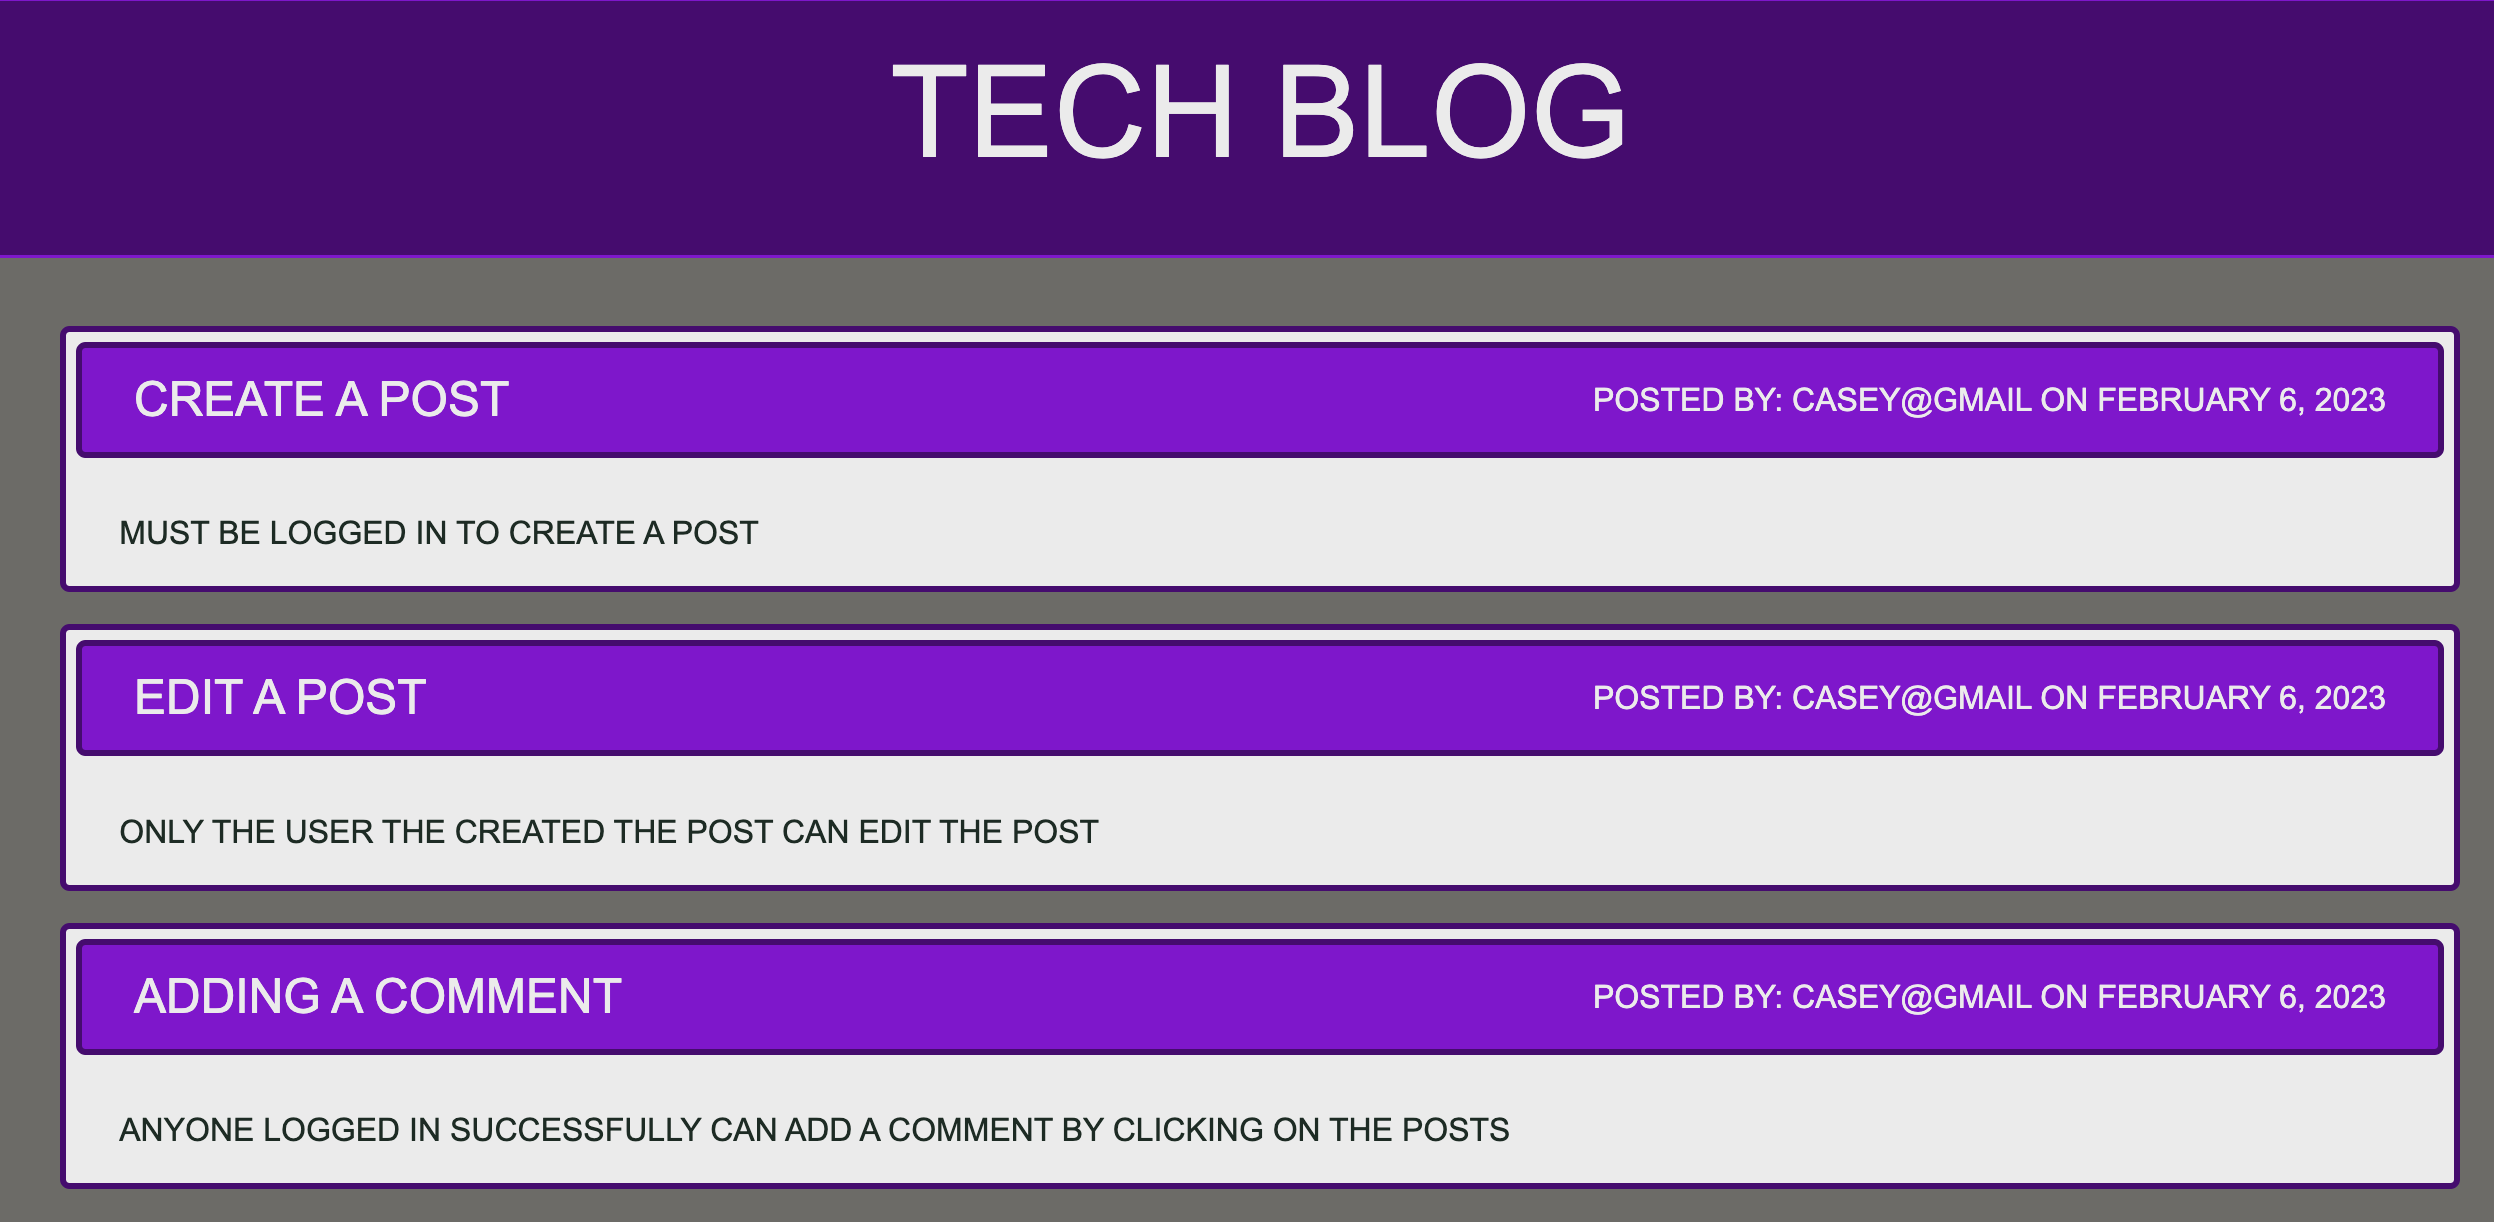 TECH BLOG
CREATE A POST
POSTED BY: CASEY@GMAIL ON FEBRUARY 6, 2023
MUST BE LOGGED IN TO CREATE A POST
EDIT A POST
POSTED BY: CASEY@GMAIL ON FEBRUARY 6, 2023
ONLY THE USER THE CREATED THE POST CAN EDIT THE POST
ADDING A COMMENT
POSTED BY: CASEY@GMAIL ON FEBRUARY 6, 2023
ANYONE LOGGED IN SUCCESSFULLY CAN ADD A COMMENT BY CLICKING ON THE POSTS